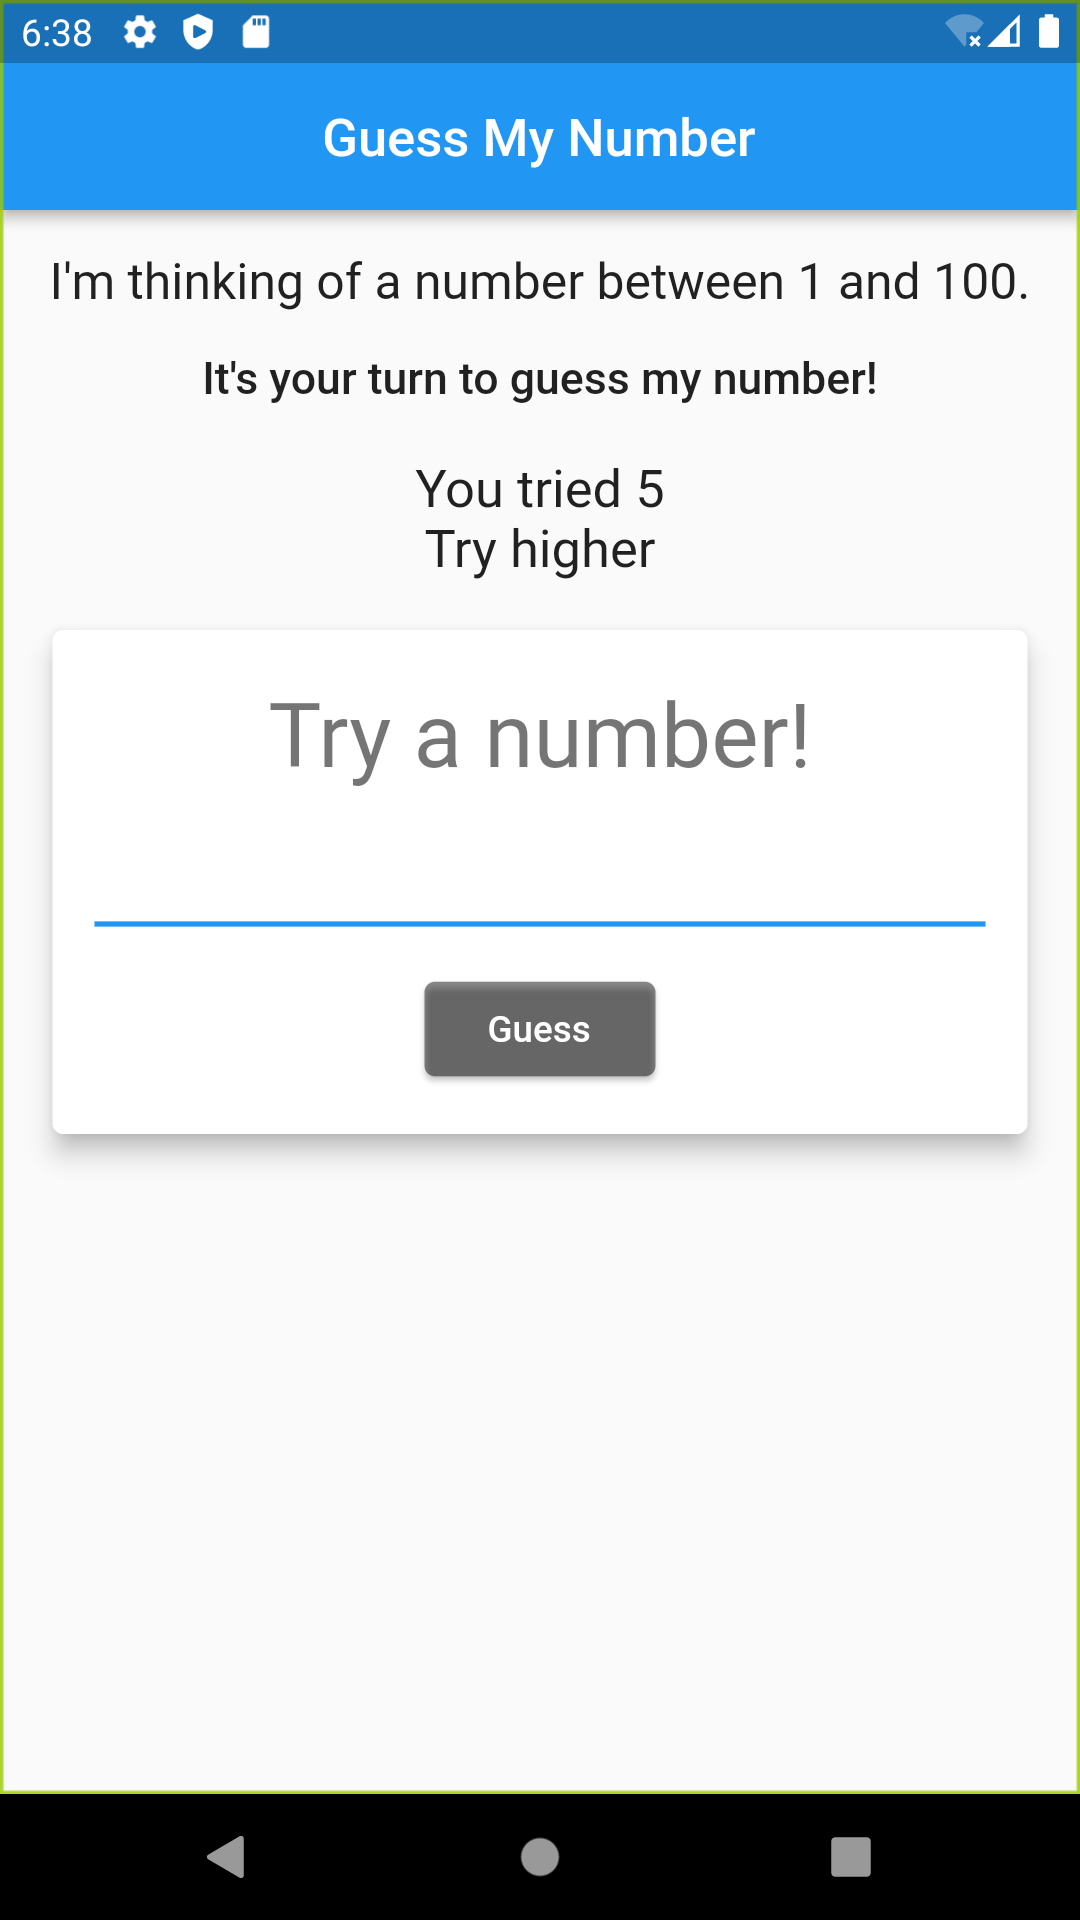 6:38
Guess My Number
I'm thinking of a number between 1 and 100.
It's your turn to guess my number!
You tried 5
Try higher
Try a number!
Guess